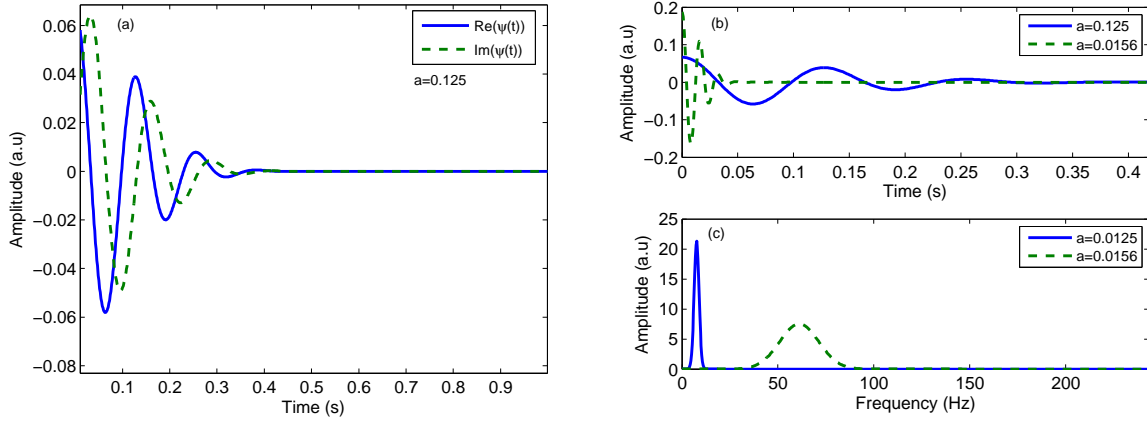 (a)
Re(ψ(t))
Im(ψ(t))
a=0.125
0.06
0.04
0.02
0
−0.02
−0.04
−0.06
−0.08
Amplitude (a.u)
0.1 0.2 0.3 0.4 0.5 0.6 0.7 0.8 0.9
Time (s)
(b)
a=0.125
a=0.0156
0.2
0.1
0
−0.1
−0.2
Amplitude (a.u)
0 0.05 0.1 0.15 0.2 0.25 0.3 0.35 0.4
Time (s)
(c)
a=0.0125
a=0.0156
25
20
15
10
5
0
Amplitude (a.u)
0 50 100 150 200
Frequency (Hz)